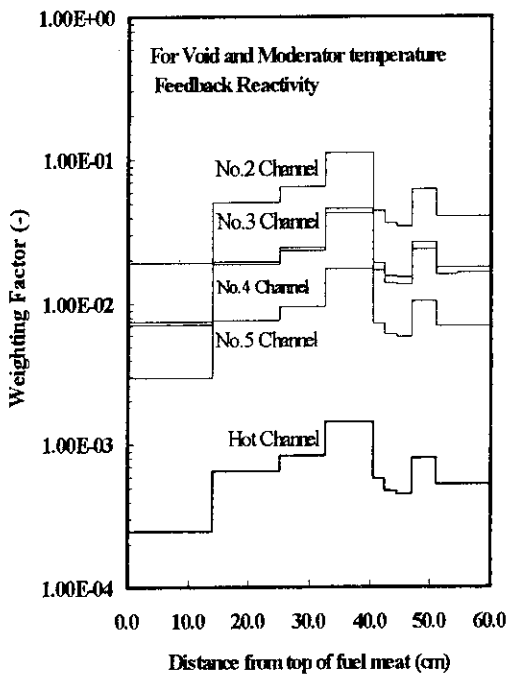 1.00E+00
For Void and Moderator temperature
Feedback Reactivity
1.00E-01
No.2 Channel
No.3 Channel
Weighting Factor (-)
1.00E-02
No.4 Channel
No.5 Channel
1.00E-03
Hot Channel
1.00E-04
0.0 10.0 20.0 30.0 40.0 50.0 60.0
Distance from top of fuel meat (cm)